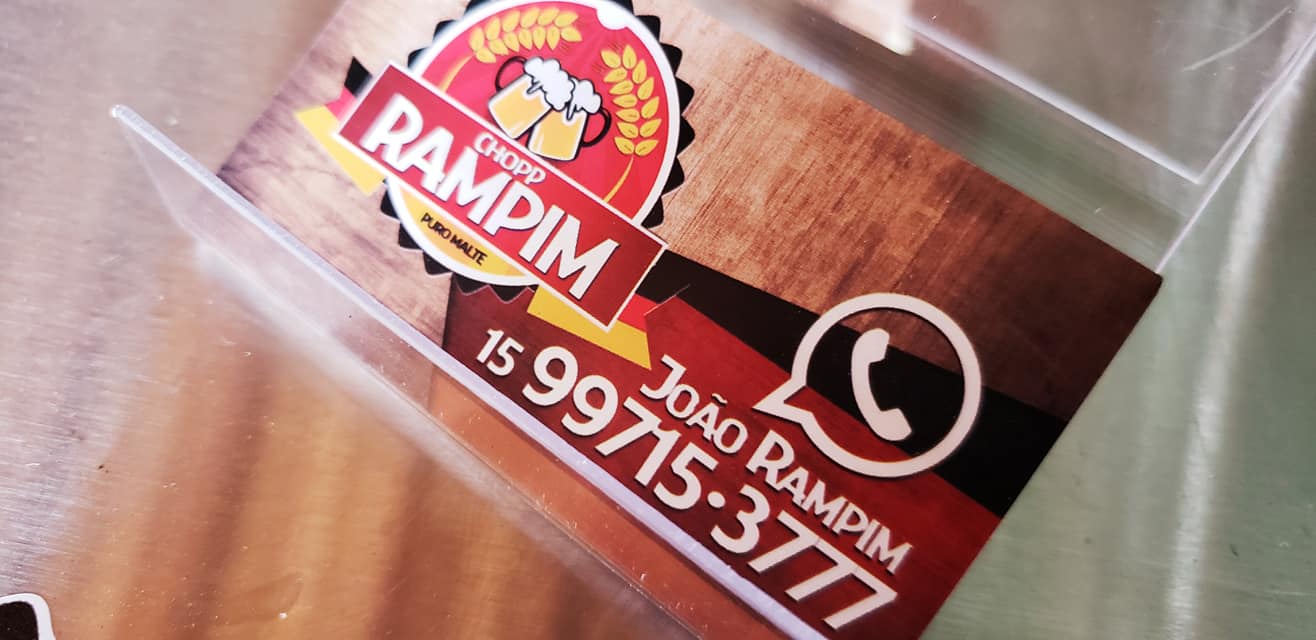 CHOPP
RAMPIM
PURO MALTE
JOÃO RAMPIM
15 99715·3777